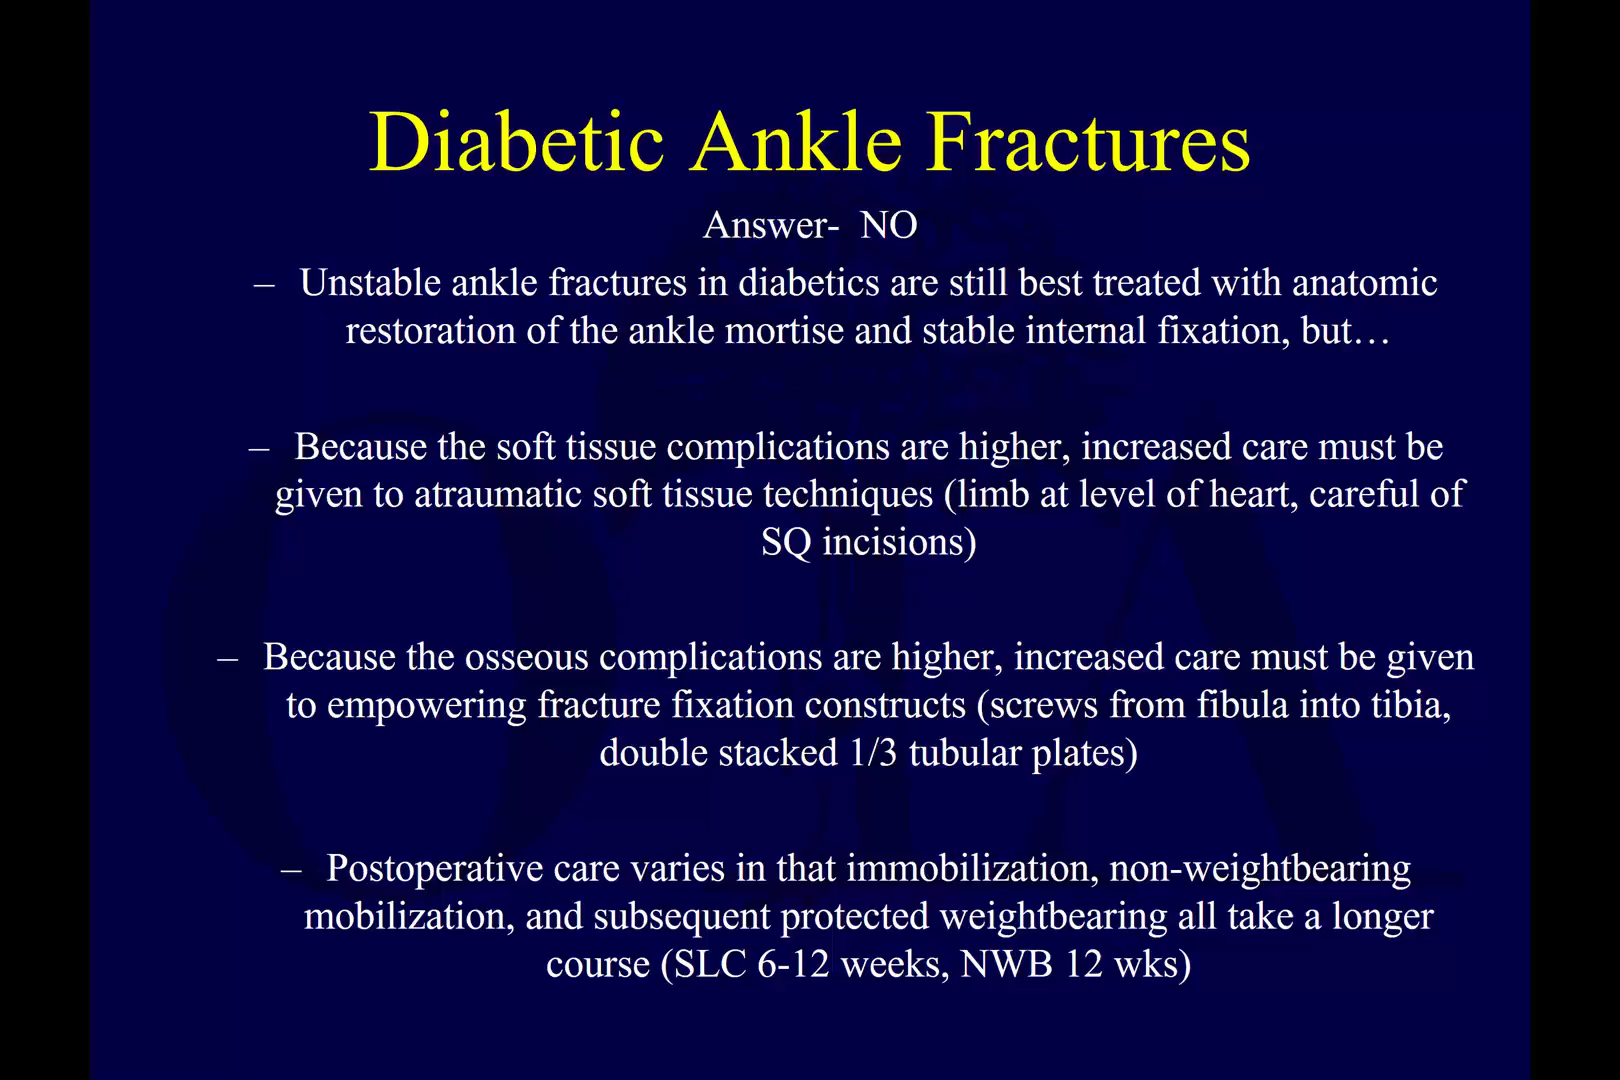 Diabetic Ankle Fractures
Answer-  NO
– Unstable ankle fractures in diabetics are still best treated with anatomic
restoration of the ankle mortise and stable internal fixation, but…
– Because the soft tissue complications are higher, increased care must be
given to atraumatic soft tissue techniques (limb at level of heart, careful of
SQ incisions)
– Because the osseous complications are higher, increased care must be given
to empowering fracture fixation constructs (screws from fibula into tibia,
double stacked 1/3 tubular plates)
– Postoperative care varies in that immobilization, non-weightbearing
mobilization, and subsequent protected weightbearing all take a longer
course (SLC 6-12 weeks, NWB 12 wks)
OTA